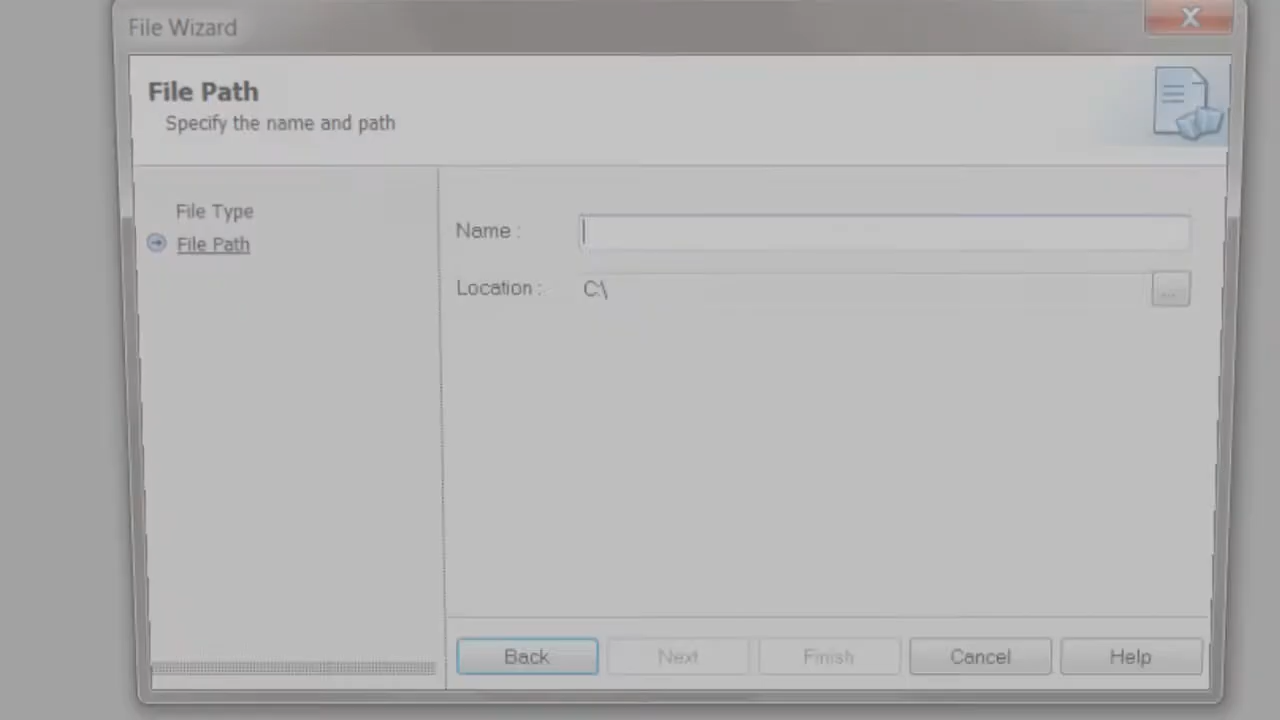 File Wizard
File Path
Specify the name and path
File Type
File Path
Name :
Location : C:\
...
Back Next Finish Cancel Help